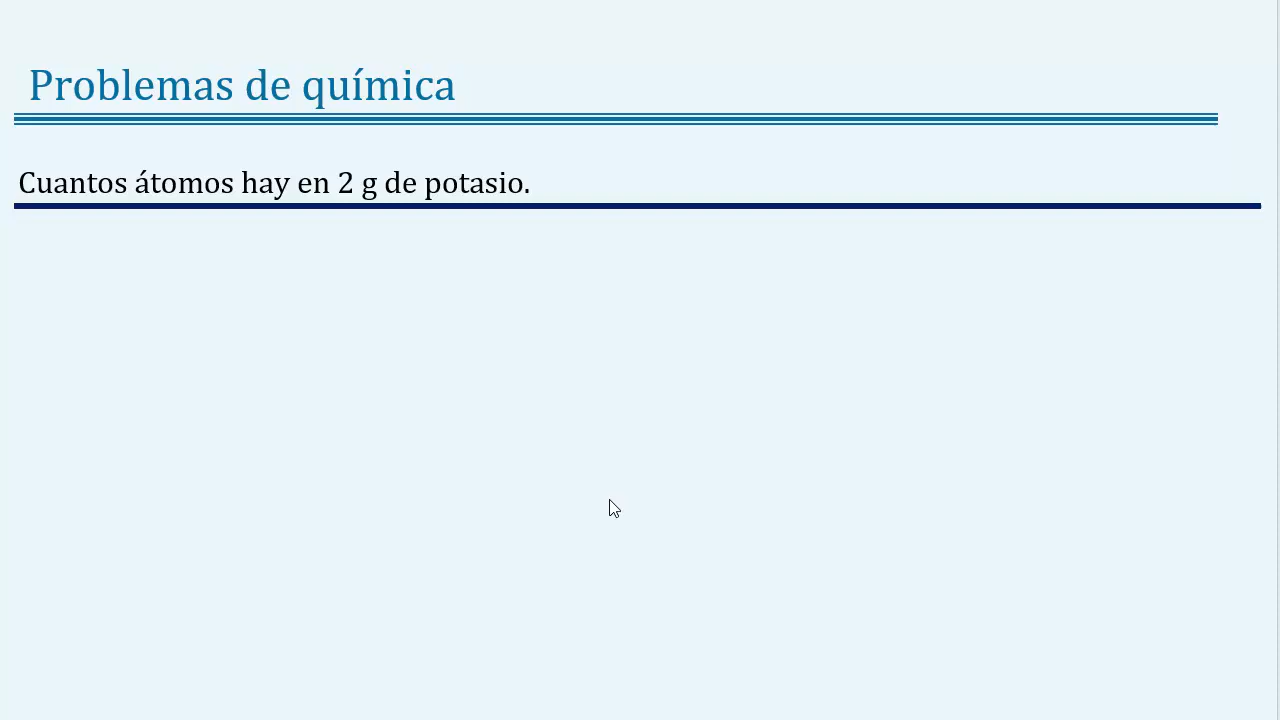 Problemas de química
Cuantos átomos hay en 2 g de potasio.